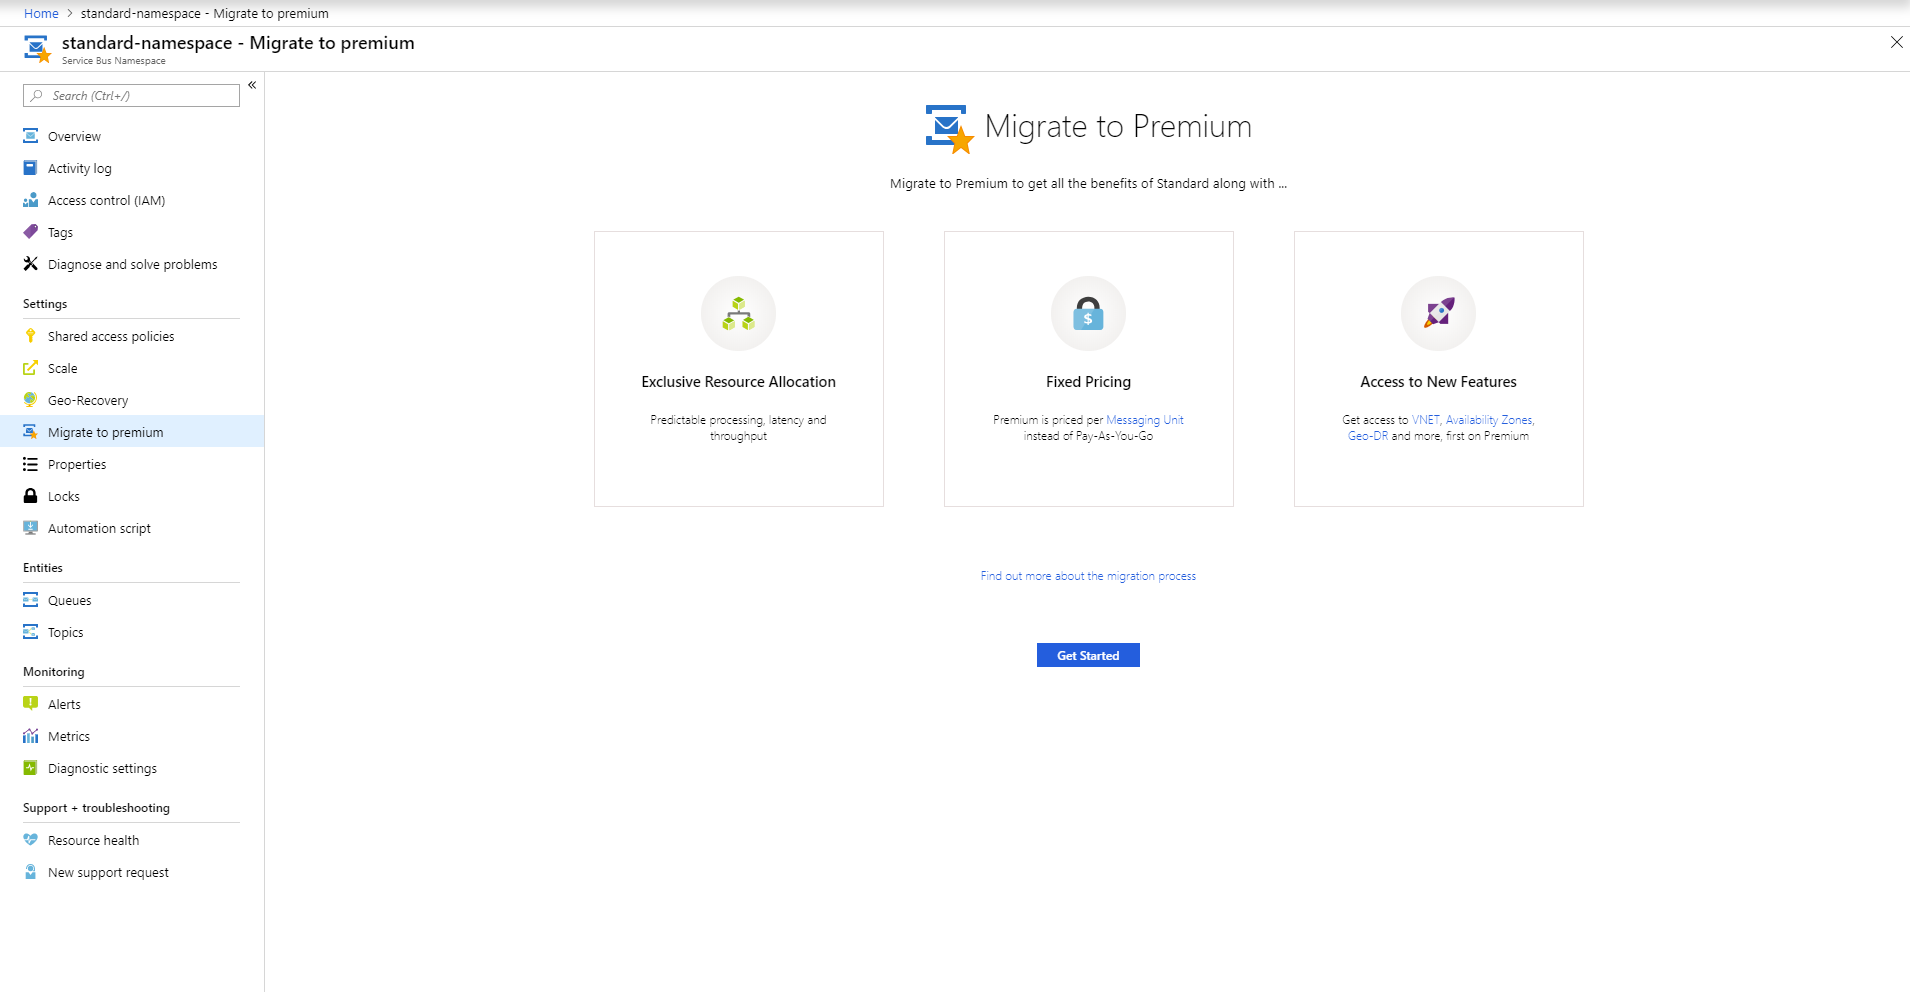 Home > standard-namespace - Migrate to premium
standard-namespace - Migrate to premium
Service Bus Namespace
Search (Ctrl+/)
«
Overview
Activity log
Access control (IAM)
Tags
Diagnose and solve problems
Settings
Shared access policies
Scale
Geo-Recovery
Migrate to premium
Properties
Locks
Automation script
Entities
Queues
Topics
Monitoring
Alerts
Metrics
Diagnostic settings
Support + troubleshooting
Resource health
New support request
Migrate to Premium
Migrate to Premium to get all the benefits of Standard along with ...
Exclusive Resource Allocation
Predictable processing, latency and
throughput
$
Fixed Pricing
Premium is priced per Messaging Unit
instead of Pay-As-You-Go
Access to New Features
Get access to VNET, Availability Zones,
Geo-DR and more, first on Premium
Find out more about the migration process
Get Started